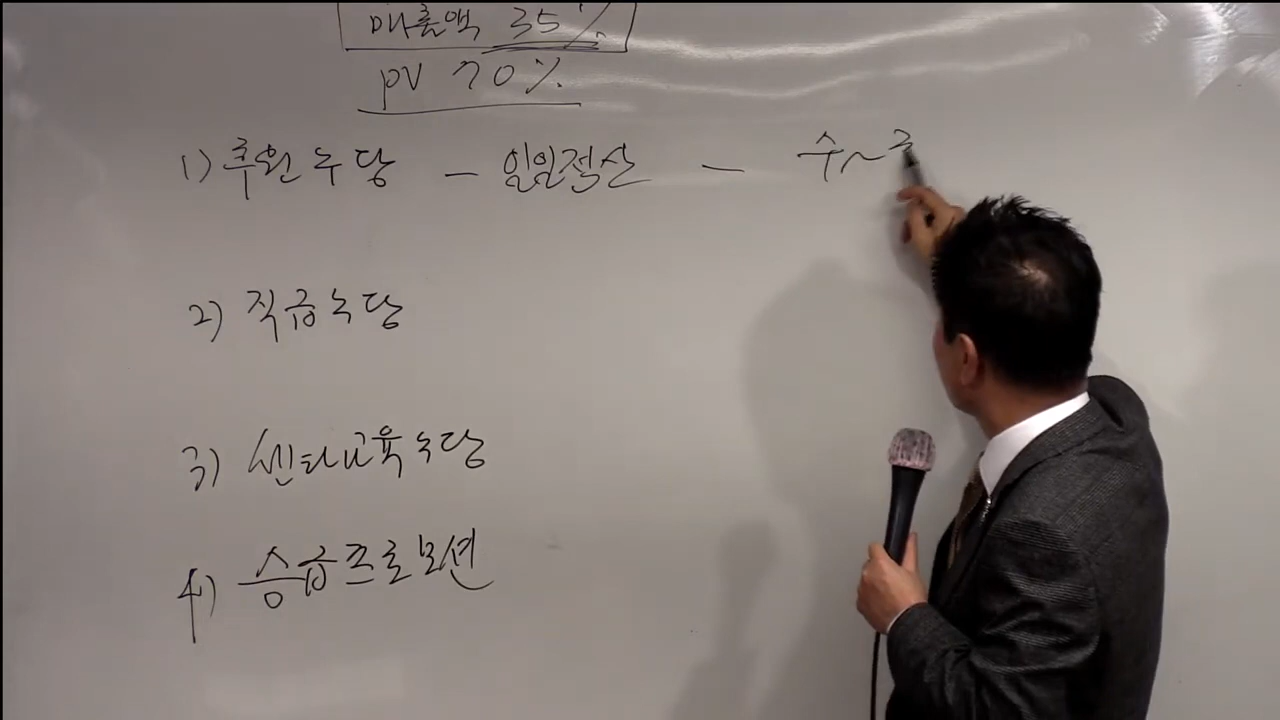 매출액 35%
PV 70%
1) 후원수당 - 일일정산 - 수~
2) 직급수당
3) 센타교육수당
4) 승급프로모션